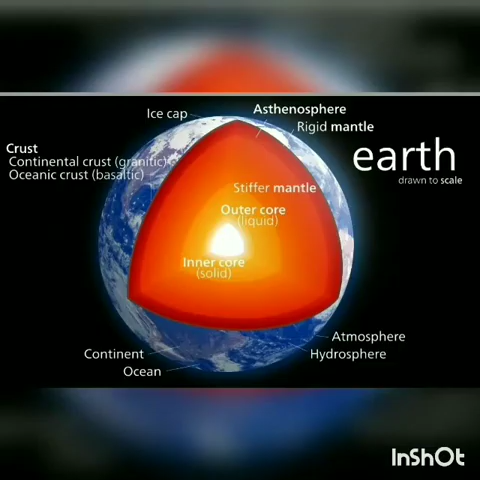 Ice cap
Asthenosphere
Rigid mantle
Crust
Continental crust (granitic)
Oceanic crust (basaltic)
earth
drawn to scale
Stiffer mantle
Outer core
(liquid)
Inner core
(solid)
Atmosphere
Hydrosphere
Continent
Ocean
InShOt